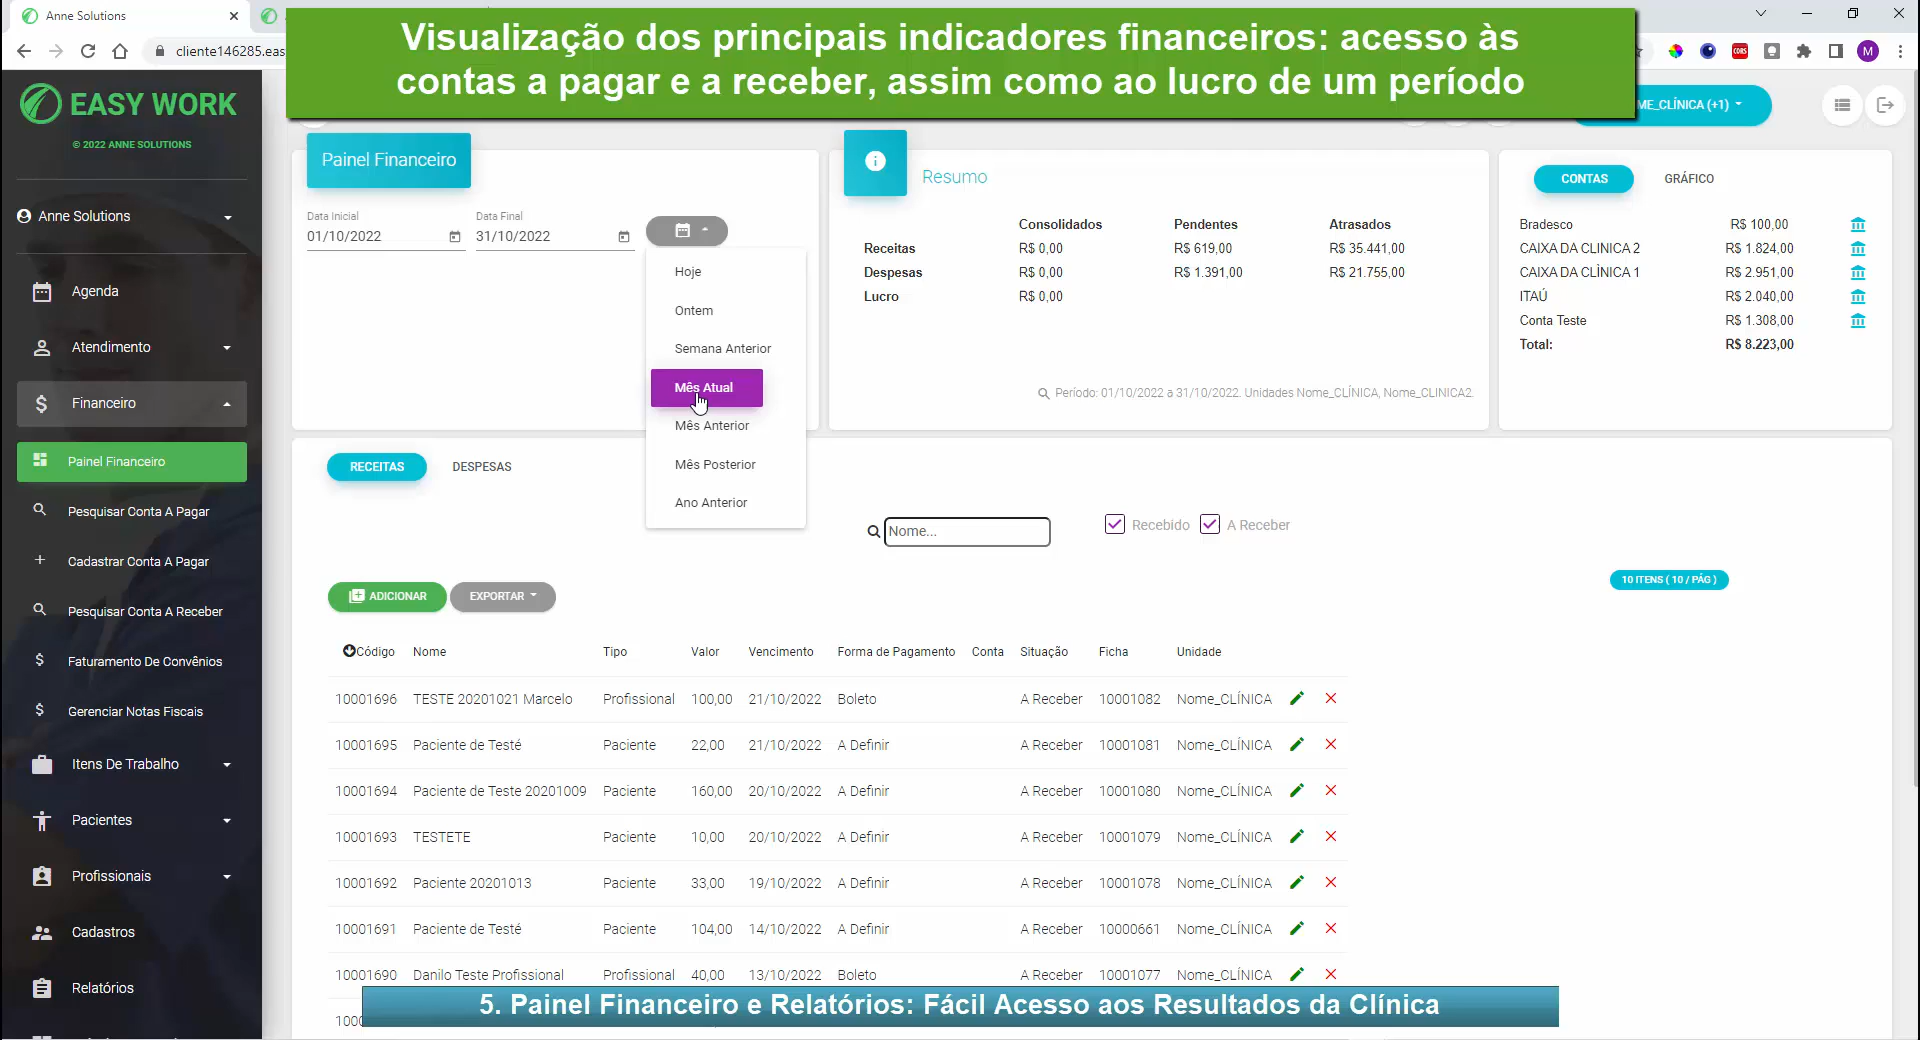 Anne Solutions
cliente146285.eas
M
Visualização dos principais indicadores financeiros: acesso às
contas a pagar e a receber, assim como ao lucro de um período
EASY WORK
© 2022 ANNE SOLUTIONS
Anne Solutions
Agenda
Atendimento
Financeiro
Painel Financeiro
Pesquisar Conta A Pagar
Cadastrar Conta A Pagar
Pesquisar Conta A Receber
Faturamento De Convênios
Gerenciar Notas Fiscais
Itens De Trabalho
Pacientes
Profissionais
Cadastros
Relatórios
ME_CLÍNICA (+1)
Painel Financeiro
Data Inicial Data Final
01/10/2022 31/10/2022
Hoje
Ontem
Semana Anterior
Mês Atual
Mês Anterior
Mês Posterior
Ano Anterior
Resumo
Consolidados Pendentes Atrasados
Receitas R$ 0,00 R$ 619,00 R$ 35.441,00
Despesas R$ 0,00 R$ 1.391,00 R$ 21.755,00
Lucro R$ 0,00
Período: 01/10/2022 a 31/10/2022. Unidades Nome_CLÍNICA, Nome_CLINICA2.
CONTAS GRÁFICO
Bradesco R$ 100,00
CAIXA DA CLINICA 2 R$ 1.824,00
CAIXA DA CLÍNICA 1 R$ 2.951,00
ITAÚ R$ 2.040,00
Conta Teste R$ 1.308,00
Total: R$ 8.223,00
RECEITAS DESPESAS
Nome...
Recebido A Receber
10 ITENS ( 10 / PÁG )
ADICIONAR EXPORTAR
Código Nome Tipo Valor Vencimento Forma de Pagamento Conta Situação Ficha Unidade
10001696 TESTE 20201021 Marcelo Profissional 100,00 21/10/2022 Boleto A Receber 10001082 Nome_CLÍNICA
10001695 Paciente de Testé Paciente 22,00 21/10/2022 A Definir A Receber 10001081 Nome_CLÍNICA
10001694 Paciente de Teste 20201009 Paciente 160,00 20/10/2022 A Definir A Receber 10001080 Nome_CLÍNICA
10001693 TESTETE Paciente 10,00 20/10/2022 A Definir A Receber 10001079 Nome_CLÍNICA
10001692 Paciente 20201013 Paciente 33,00 19/10/2022 A Definir A Receber 10001078 Nome_CLÍNICA
10001691 Paciente de Testé Paciente 104,00 14/10/2022 A Definir A Receber 10000661 Nome_CLÍNICA
10001690 Danilo Teste Profissional Profissional 40,00 13/10/2022 Boleto A Receber 10001077 Nome_CLÍNICA
5. Painel Financeiro e Relatórios: Fácil Acesso aos Resultados da Clínica